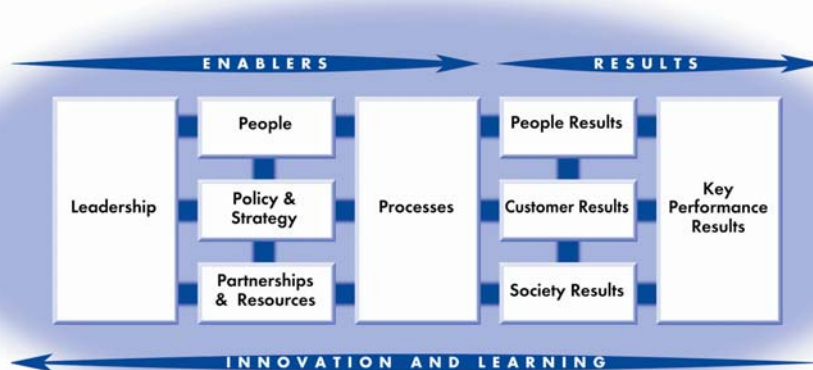 ENABLERS
RESULTS
Leadership
People
Policy &
Strategy
Partnerships
& Resources
Processes
People Results
Customer Results
Society Results
Key
Performance
Results
INNOVATION AND LEARNING